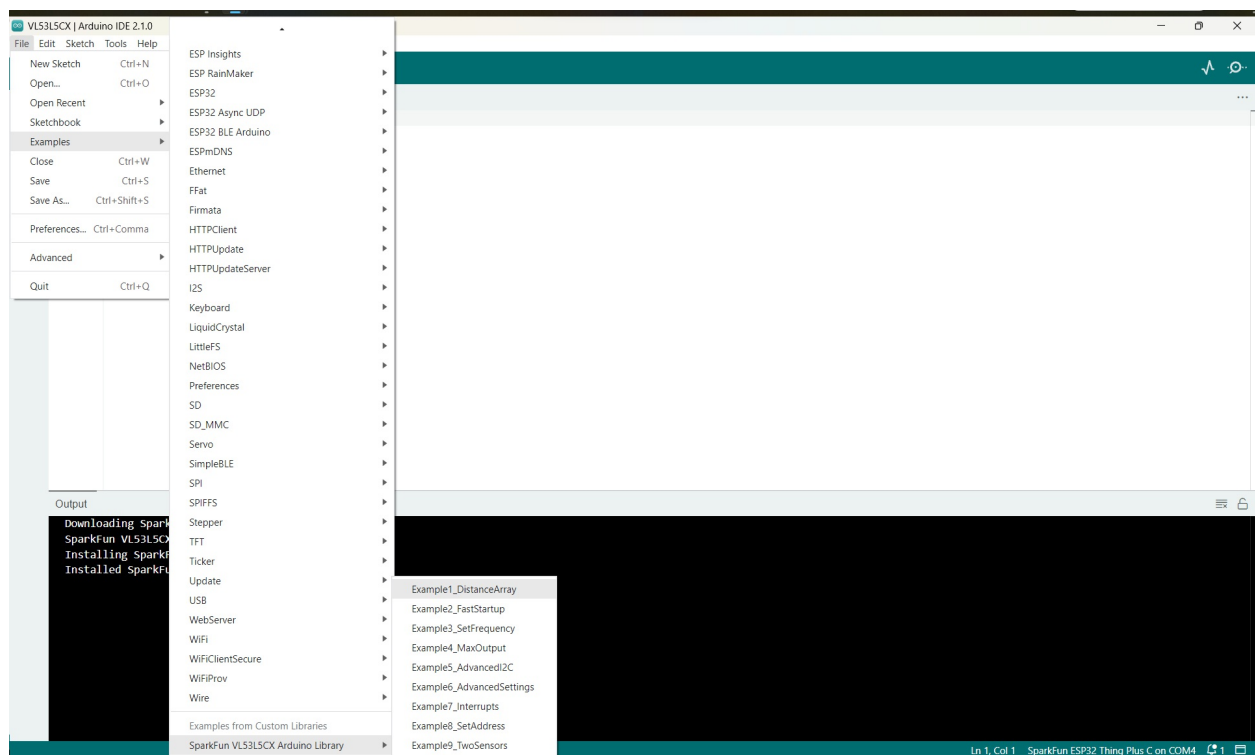 VL53L5CX | Arduino IDE 2.1.0
File Edit Sketch Tools Help
New Sketch Ctrl+N
Open... Ctrl+O
Open Recent
Sketchbook
Examples
Close Ctrl+W
Save Ctrl+S
Save As... Ctrl+Shift+S
Preferences... Ctrl+Comma
Advanced
Quit Ctrl+Q
ESP Insights
ESP RainMaker
ESP32
ESP32 Async UDP
ESP32 BLE Arduino
ESPmDNS
Ethernet
FFat
Firmata
HTTPClient
HTTPUpdate
HTTPUpdateServer
I2S
Keyboard
LiquidCrystal
LittleFS
NetBIOS
Preferences
SD
SD_MMC
Servo
SimpleBLE
SPI
SPIFFS
Stepper
TFT
Ticker
Update
USB
WebServer
WiFi
WiFiClientSecure
WiFiProv
Wire
Examples from Custom Libraries
SparkFun VL53L5CX Arduino Library
Example1_DistanceArray
Example2_FastStartup
Example3_SetFrequency
Example4_MaxOutput
Example5_AdvancedI2C
Example6_AdvancedSettings
Example7_Interrupts
Example8_SetAddress
Example9_TwoSensors
Output
Downloading Spark
SparkFun VL53L5CX
Installing SparkF
Installed SparkFu
Ln 1, Col 1 SparkFun ESP32 Thing Plus C on COM4 1